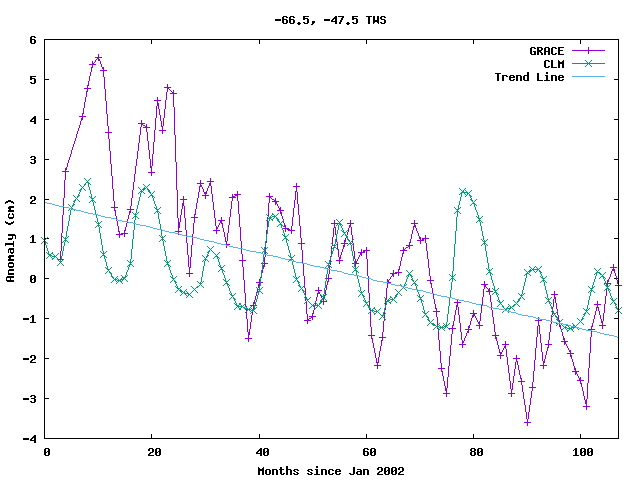 -66.5, -47.5 TWS
GRACE
CLM
Trend Line
6
5
4
3
2
1
0
-1
-2
-3
-4
Anomaly (cm)
0 20 40 60 80 100
Months since Jan 2002